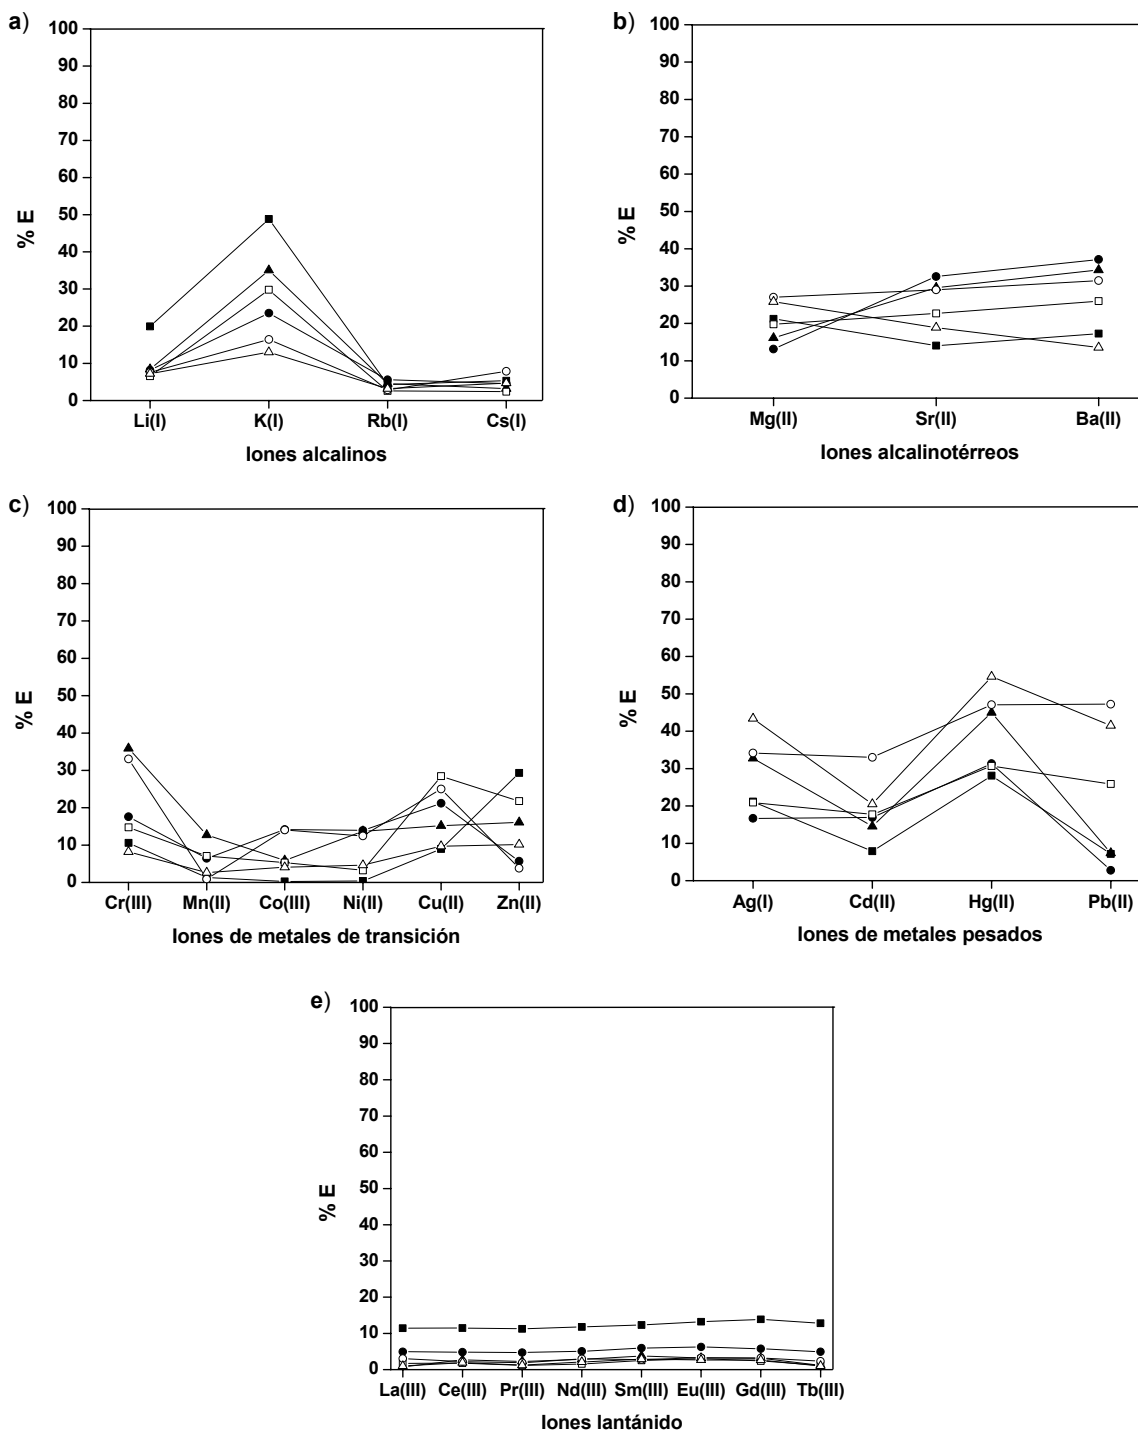 a)
100
90
80
70
60
50
40
30
20
10
0
% E
Li(I) K(I) Rb(I) Cs(I)
Iones alcalinos
b)
100
90
80
70
60
50
40
30
20
10
0
% E
Mg(II) Sr(II) Ba(II)
Iones alcalinotérreos
c)
100
90
80
70
60
50
40
30
20
10
0
% E
Cr(III) Mn(II) Co(III) Ni(II) Cu(II) Zn(II)
Iones de metales de transición
d)
100
90
80
70
60
50
40
30
20
10
0
% E
Ag(I) Cd(II) Hg(II) Pb(II)
Iones de metales pesados
e)
100
90
80
70
60
50
40
30
20
10
0
% E
La(III) Ce(III) Pr(III) Nd(III) Sm(III) Eu(III) Gd(III) Tb(III)
Iones lantánido